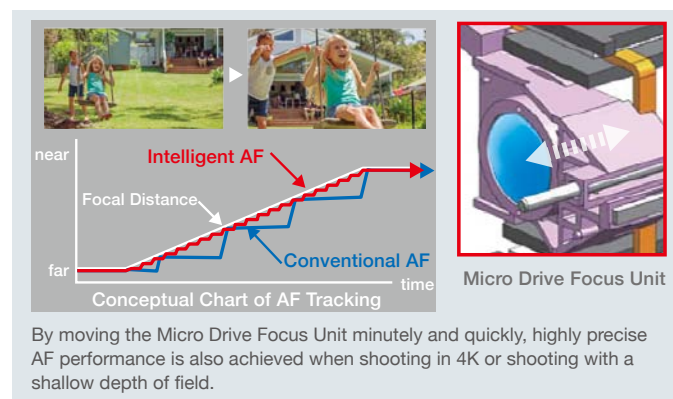 near
Intelligent AF
Focal Distance
Conventional AF
far
time
Conceptual Chart of AF Tracking
Micro Drive Focus Unit
By moving the Micro Drive Focus Unit minutely and quickly, highly precise
AF performance is also achieved when shooting in 4K or shooting with a
shallow depth of field.